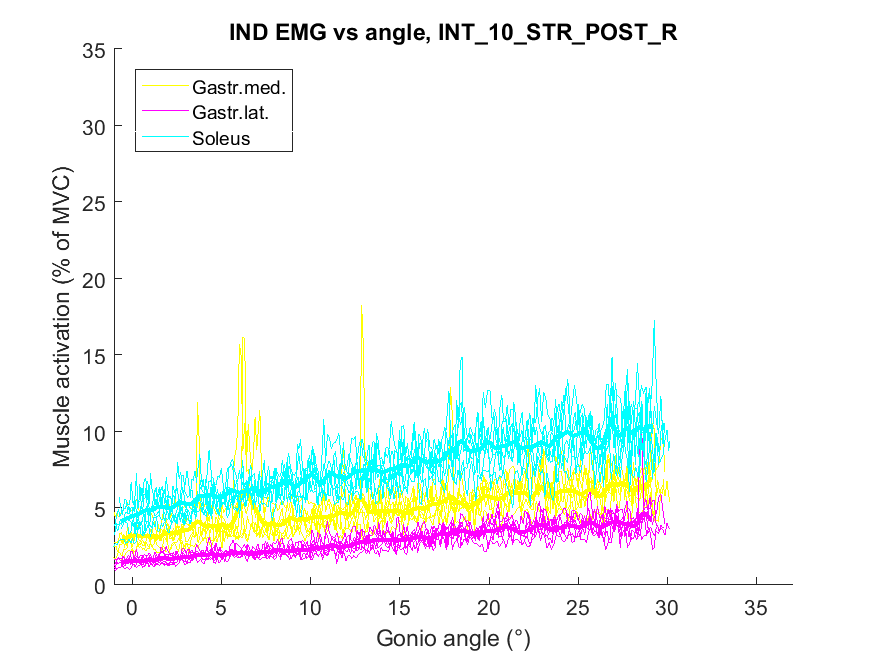 IND EMG vs angle, INT_10_STR_POST_R
35
30
25
20
15
10
5
0
Muscle activation (% of MVC)
Gastr.med.
Gastr.lat.
Soleus
0 5 10 15 20 25 30 35
Gonio angle (°)